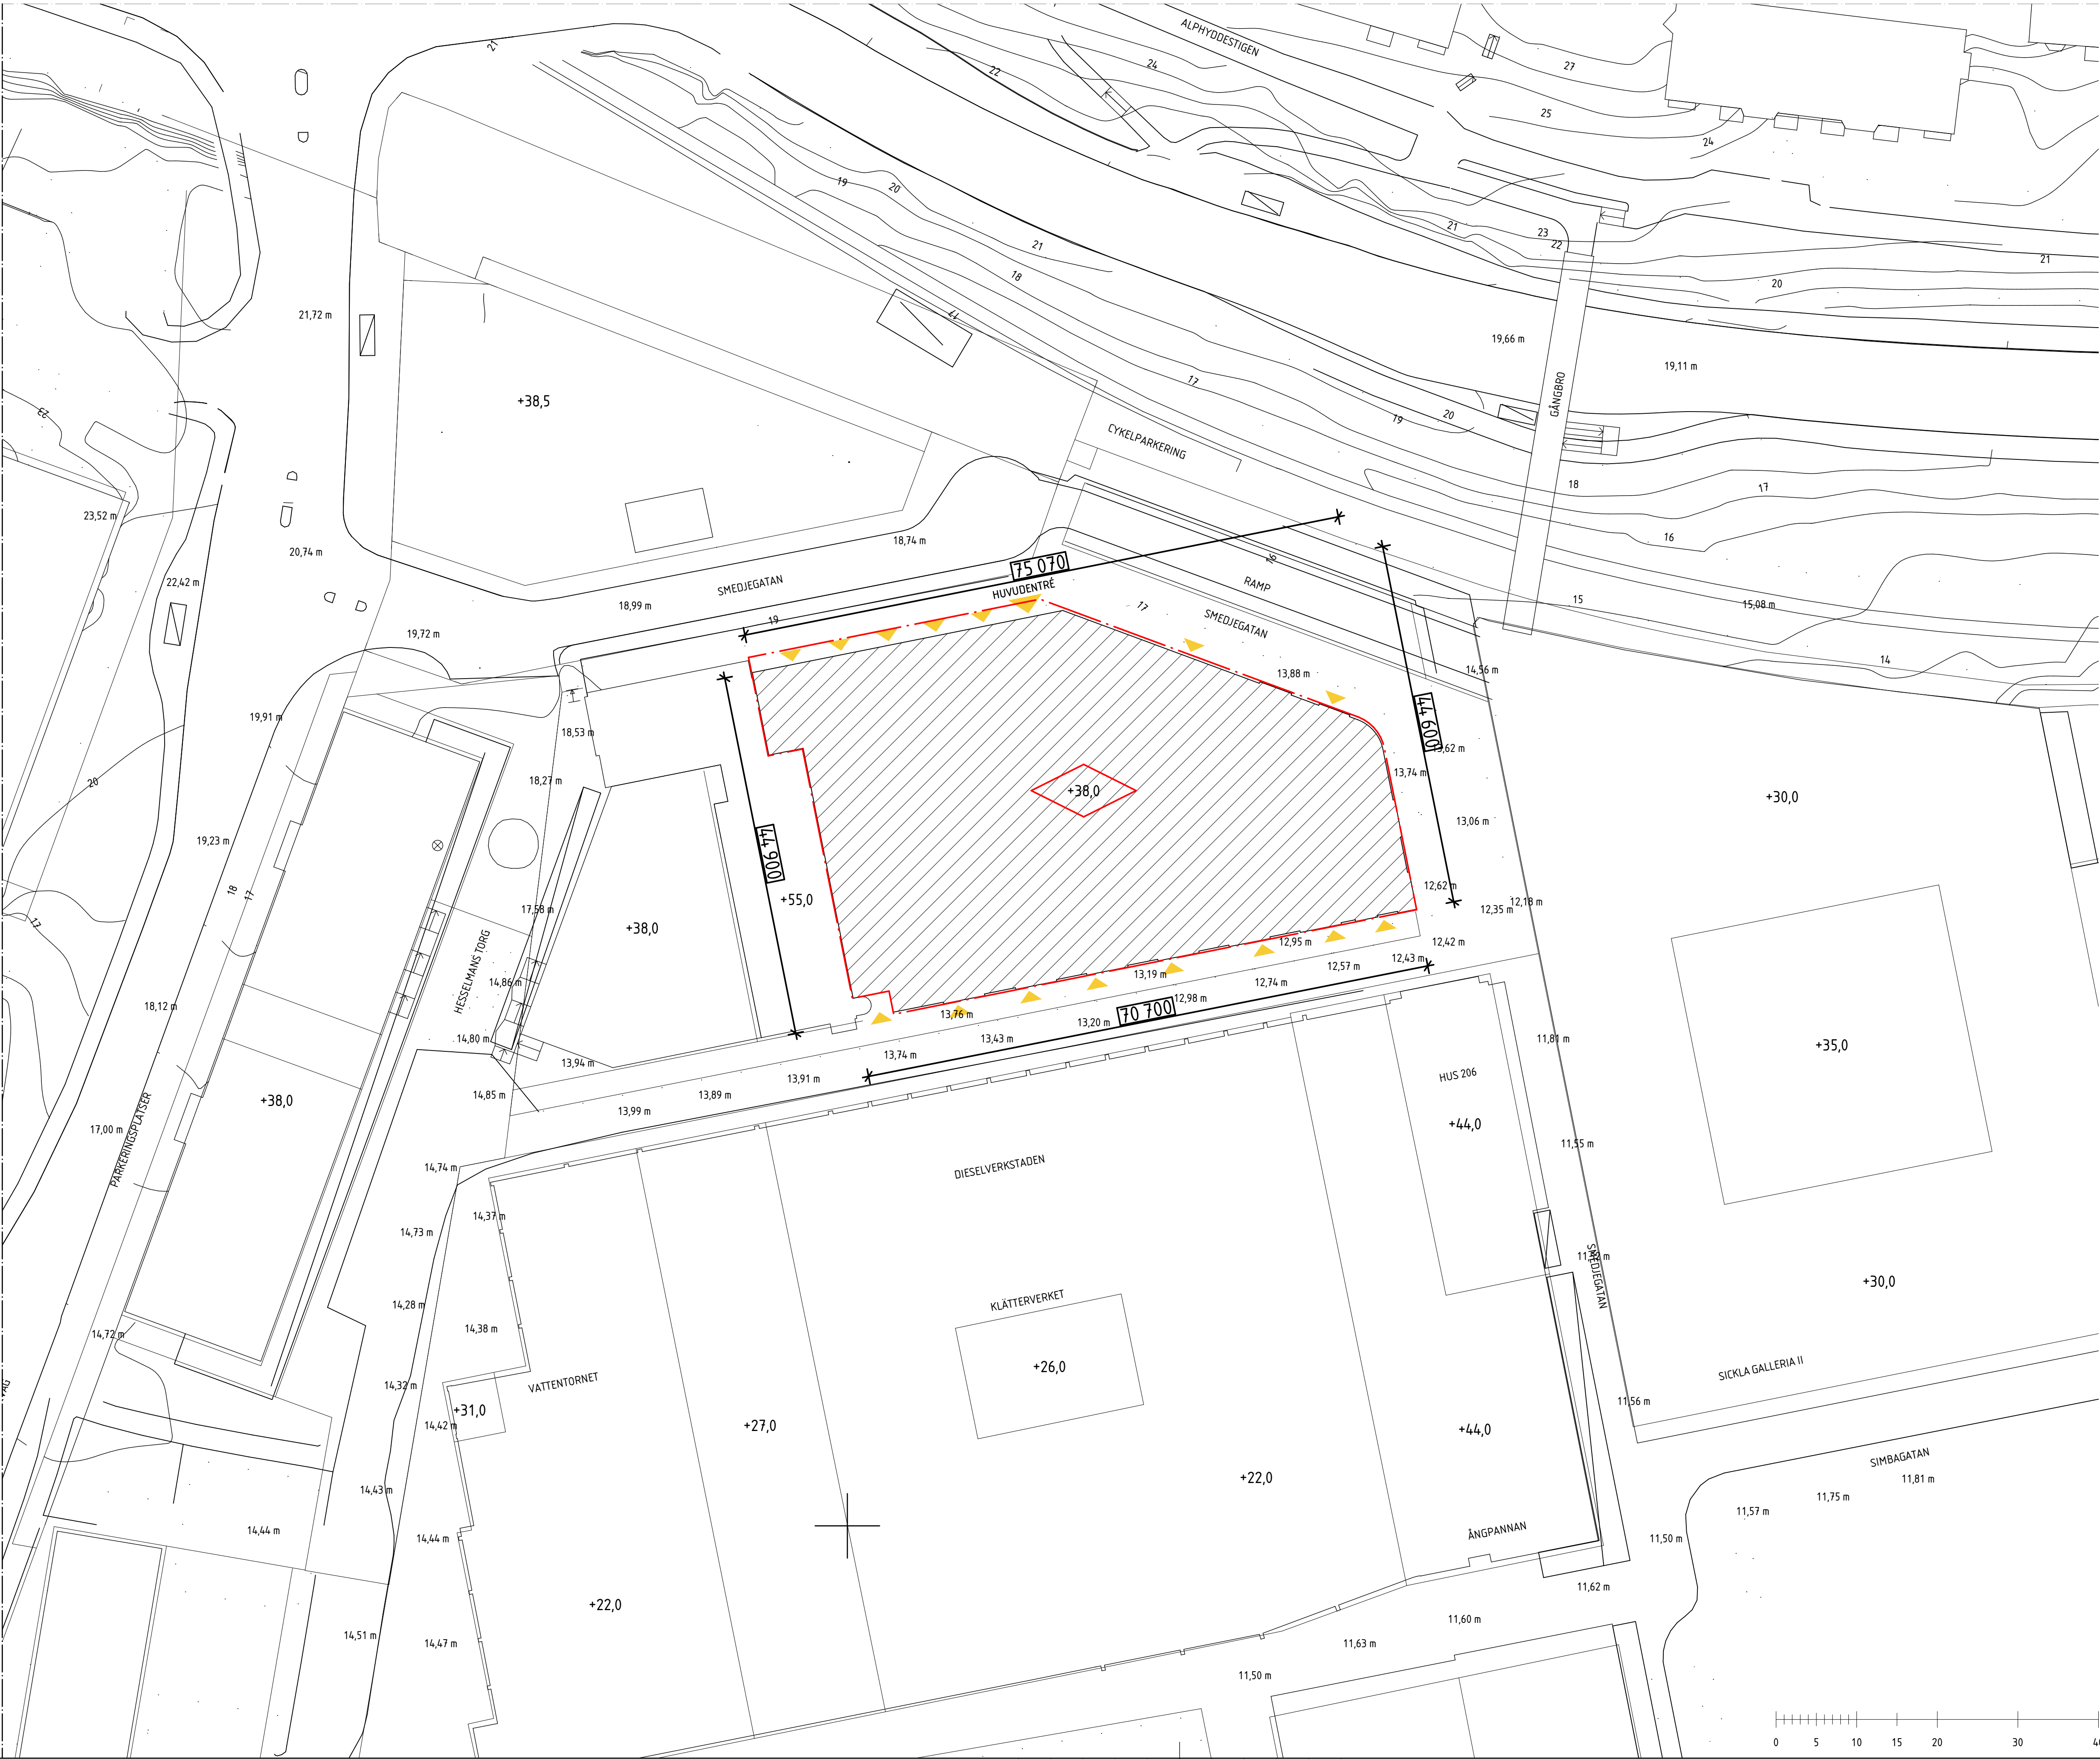 21
ALPHYDDESTIGEN
24
22
27
25
24
19
20
21
21
23
22
18
21
20
21,72 m
17
19,66 m
19,11 m
17
GÅNGBRO
+38,5
23
19
20
CYKELPARKERING
18
17
23,52 m
18,74 m
16
20,74 m
16
75 070
22,42 m
SMEDJEGATAN
HUVUDENTRÉ
RAMP
18,99 m
17
15
15,08 m
19
SMEDJEGATAN
19,72 m
14
14,56 m
13,88 m
19,91 m
18,53 m
44 600
13,62 m
18,27 m
13,74 m
20
+38,0
+30,0
13,06 m
19,23 m
44 900
18
17
12,62 m
+55,0
12,18 m
17,58 m
12,35 m
17
+38,0
12,95 m
12,42 m
HESSELMANS TORG
12,43 m
12,57 m
13,19 m
14,86 m
12,74 m
12,98 m
18,12 m
70 700
13,76 m
13,20 m
14,80 m
13,43 m
11,81 m
+35,0
13,74 m
13,94 m
13,91 m
HUS 206
14,85 m
13,89 m
+38,0
13,99 m
+44,0
PARKERINGSPLATSER
17,00 m
11,55 m
14,74 m
DIESELVERKSTADEN
14,37 m
14,73 m
SMEDJEGATAN
+30,0
14,28 m
KLÄTTERVERKET
14,38 m
14,72 m
+26,0
SICKLA GALLERIA II
14,32 m
VATTENTORNET
VÄG
11,56 m
+31,0
14,42 m
+27,0
+44,0
SIMBAGATAN
+22,0
11,81 m
14,43 m
11,75 m
11,57 m
14,44 m
14,44 m
ÅNGPANNAN
11,50 m
11,62 m
+22,0
11,60 m
14,51 m
14,47 m
11,63 m
11,50 m
0 5 10 15 20 30